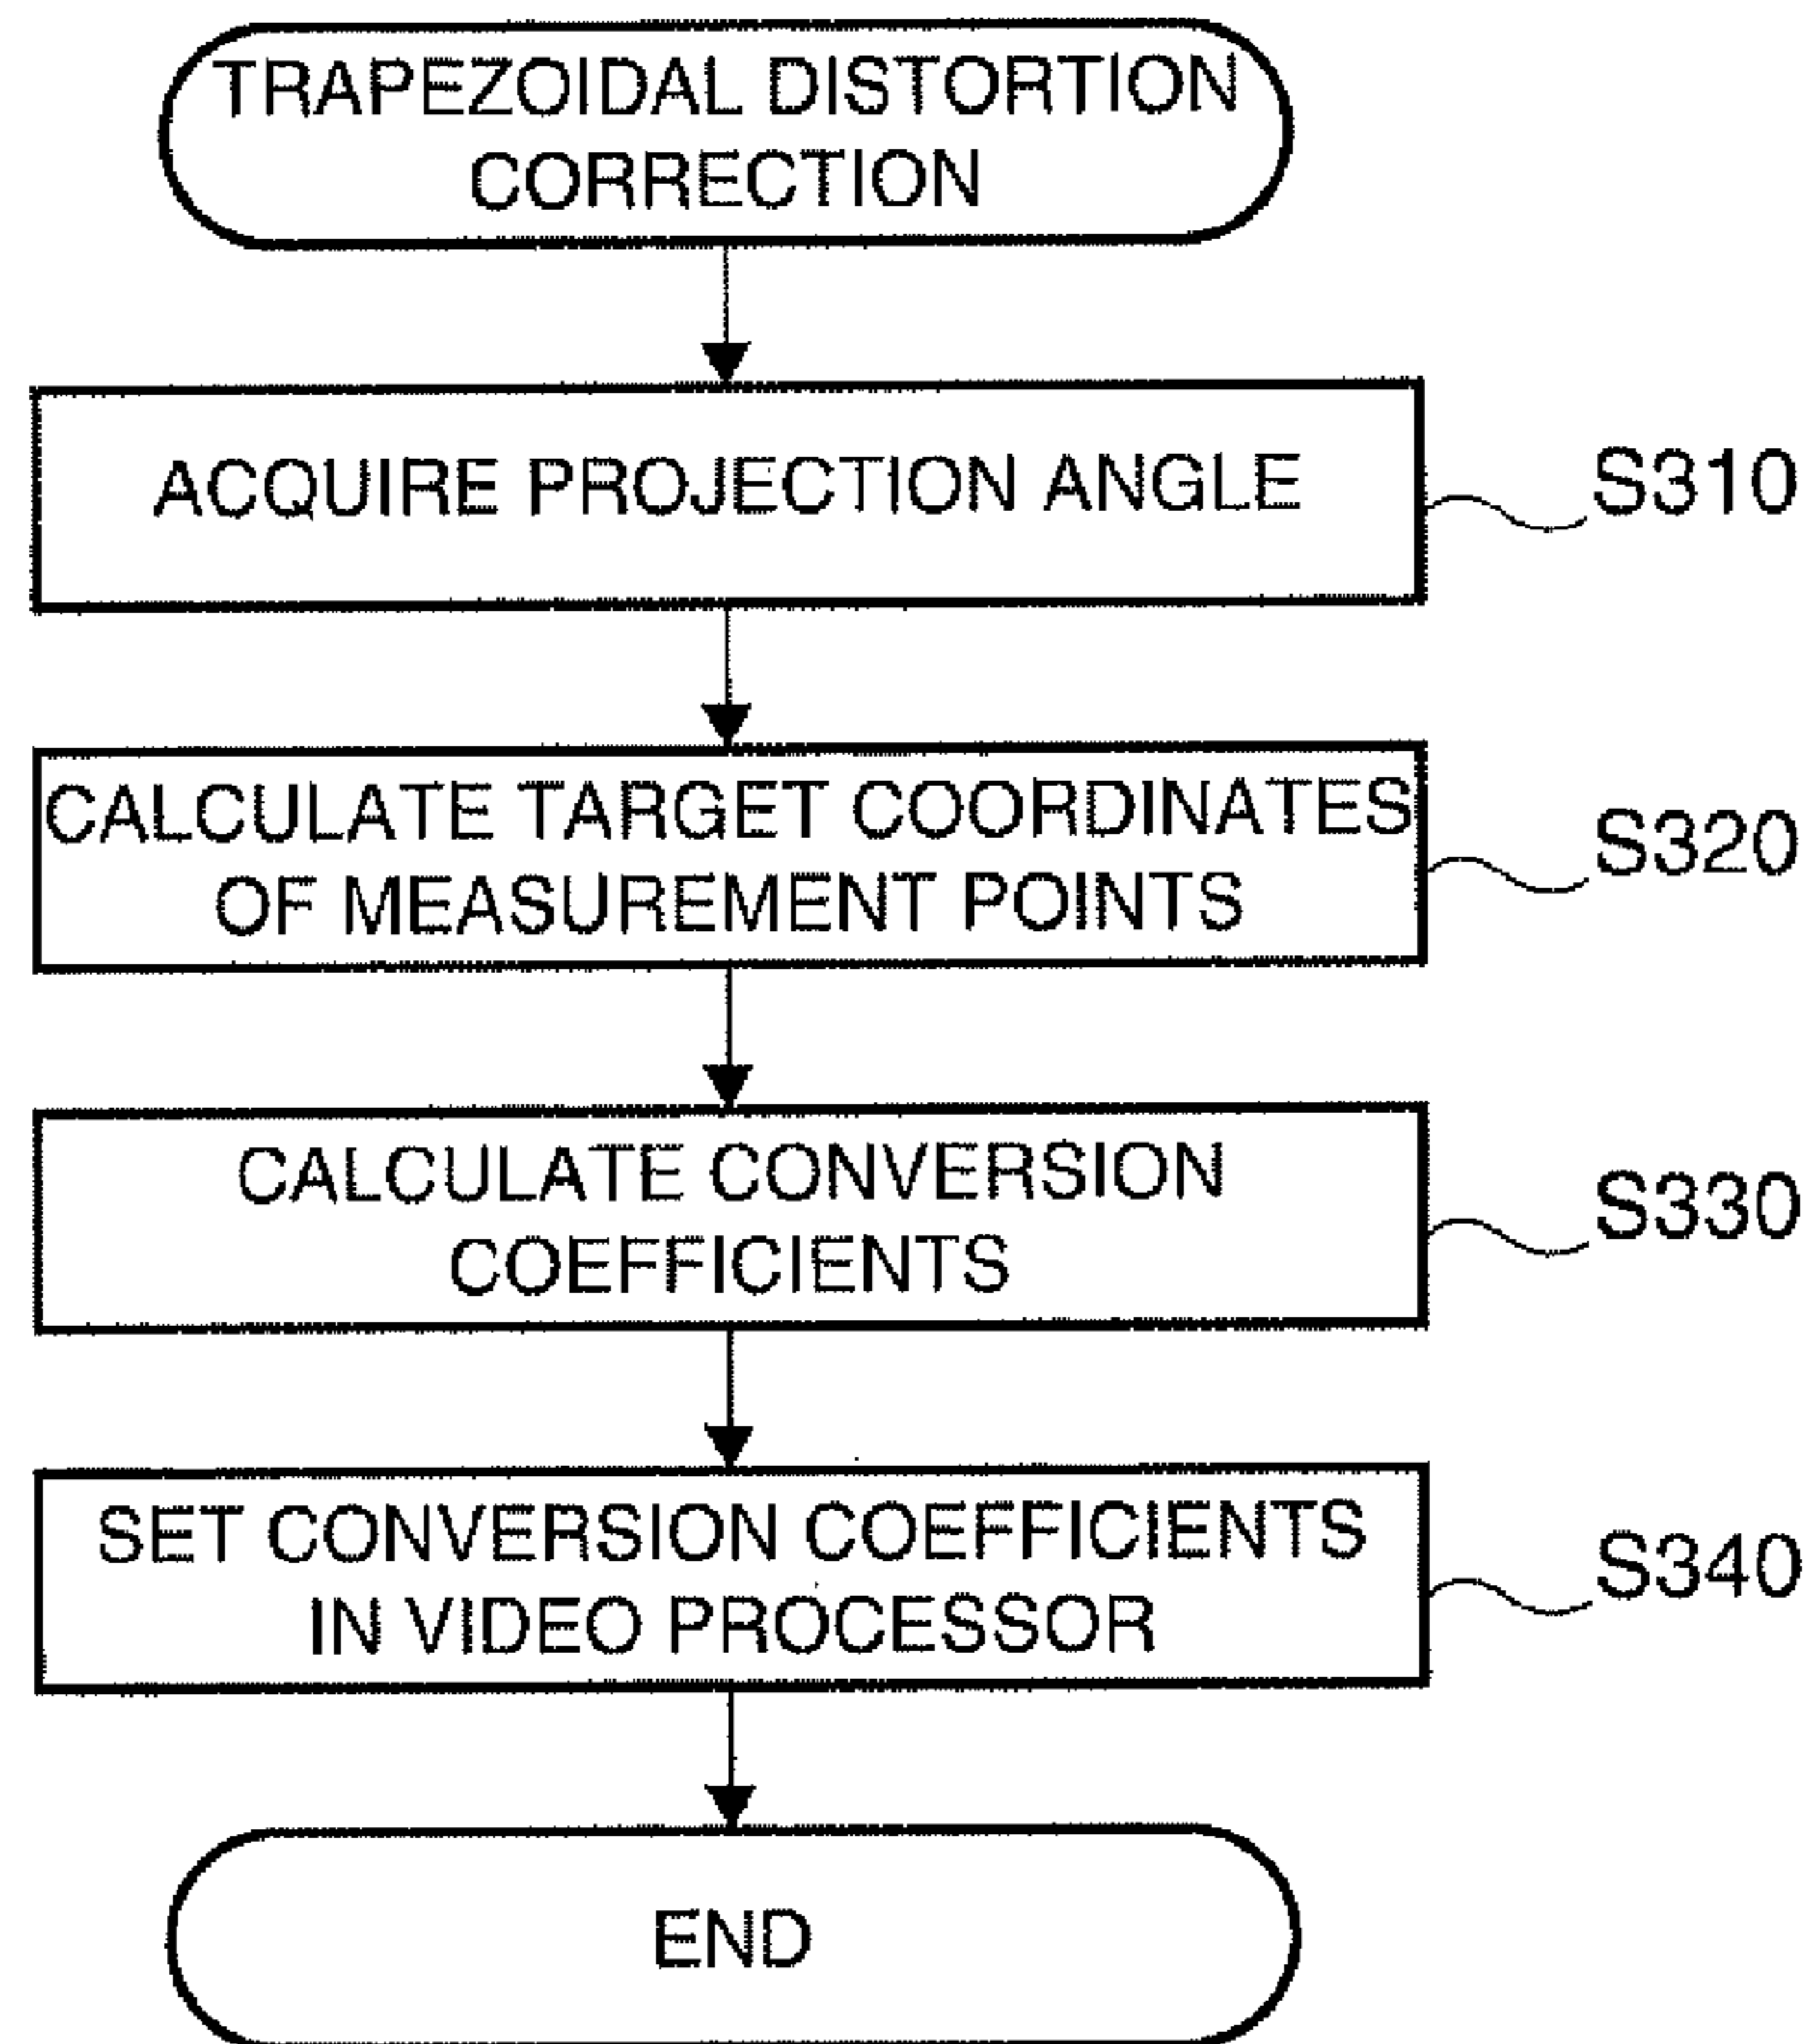 TRAPEZOIDAL DISTORTION
CORRECTION
ACQUIRE PROJECTION ANGLE
S310
CALCULATE TARGET COORDINATES
OF MEASUREMENT POINTS
S320
CALCULATE CONVERSION
COEFFICIENTS
S330
SET CONVERSION COEFFICIENTS
IN VIDEO PROCESSOR
S340
END